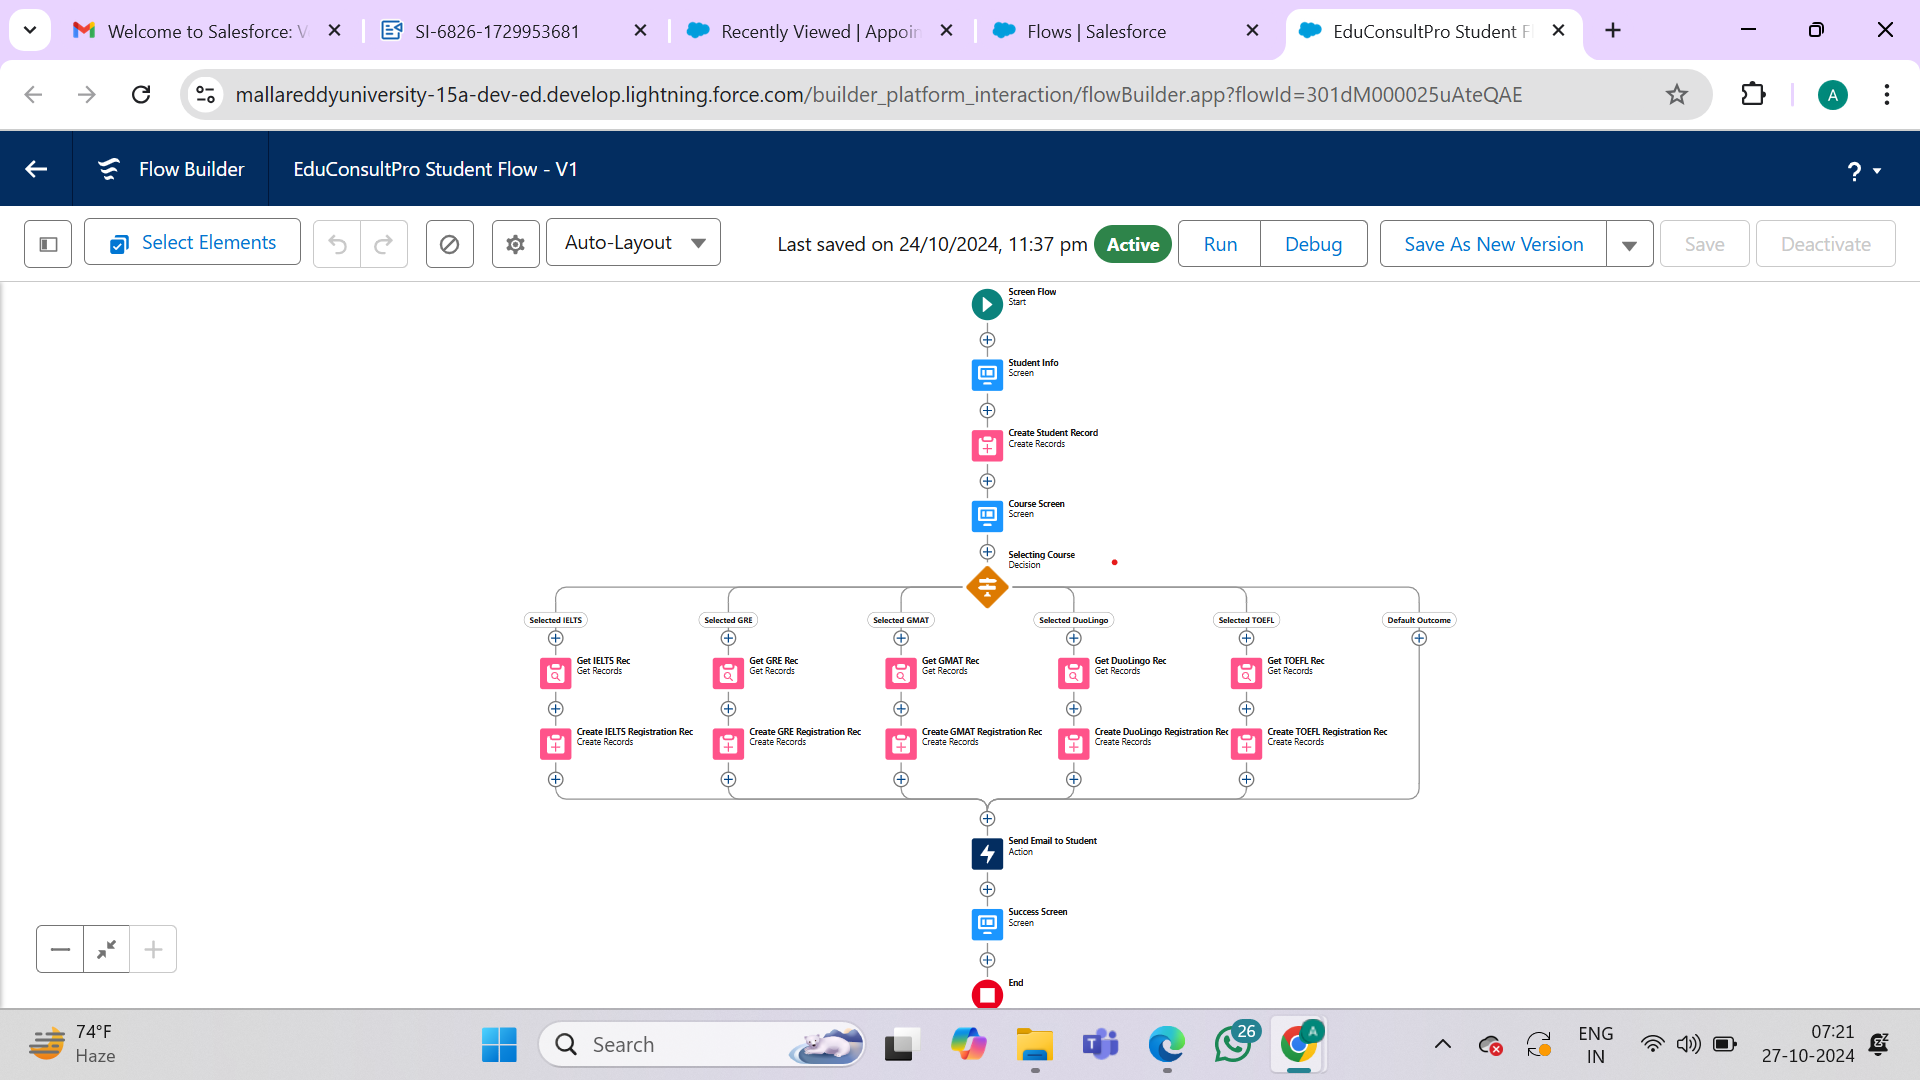 Welcome to Salesforce: V
SI-6826-1729953681
Recently Viewed | Appoin
Flows | Salesforce
EduConsultPro Student Fl
mallareddyuniversity-15a-dev-ed.develop.lightning.force.com/builder_platform_interaction/flowBuilder.app?flowId=301dM000025uAteQAE
A
Flow Builder
EduConsultPro Student Flow - V1
?
Select Elements
Auto-Layout
Last saved on 24/10/2024, 11:37 pm
Active
Run
Debug
Save As New Version
Save
Deactivate
Screen Flow
Start
Student Info
Screen
Create Student Record
Create Records
Course Screen
Screen
Selecting Course
Decision
Selected IELTS
Selected GRE
Selected GMAT
Selected DuoLingo
Selected TOEFL
Default Outcome
Get IELTS Rec
Get Records
Get GRE Rec
Get Records
Get GMAT Rec
Get Records
Get DuoLingo Rec
Get Records
Get TOEFL Rec
Get Records
Create IELTS Registration Rec
Create Records
Create GRE Registration Rec
Create Records
Create GMAT Registration Rec
Create Records
Create DuoLingo Registration Rec
Create Records
Create TOEFL Registration Rec
Create Records
Send Email to Student
Action
Success Screen
Screen
End
74°F
Haze
Search
26
A
ENG
IN
07:21
27-10-2024